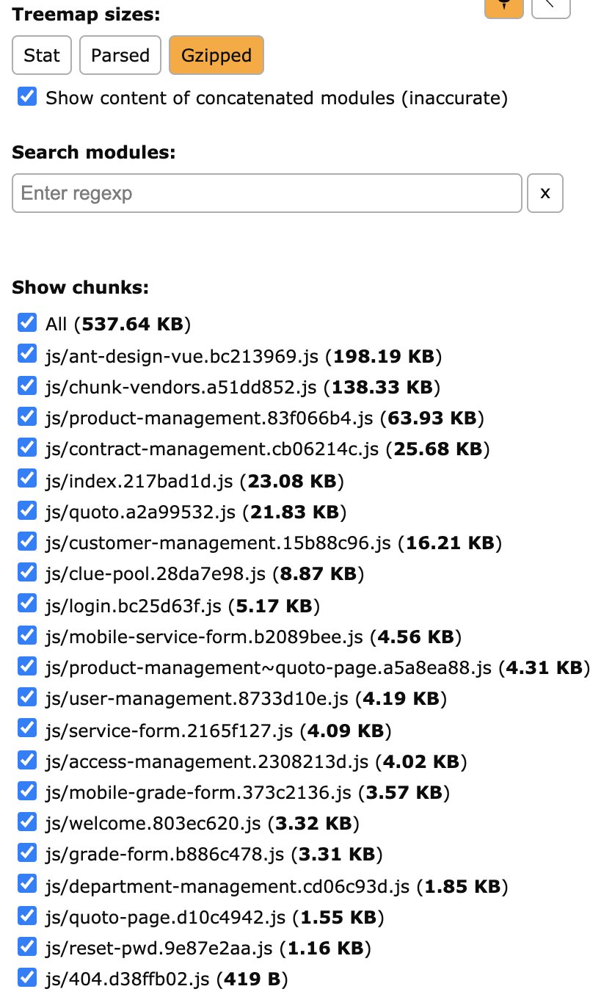 Treemap sizes:
Stat Parsed Gzipped
Show content of concatenated modules (inaccurate)
Search modules:
Enter regexp x
Show chunks:
All (537.64 KB)
js/ant-design-vue.bc213969.js (198.19 KB)
js/chunk-vendors.a51dd852.js (138.33 KB)
js/product-management.83f066b4.js (63.93 KB)
js/contract-management.cb06214c.js (25.68 KB)
js/index.217bad1d.js (23.08 KB)
js/quoto.a2a99532.js (21.83 KB)
js/customer-management.15b88c96.js (16.21 KB)
js/clue-pool.28da7e98.js (8.87 KB)
js/login.bc25d63f.js (5.17 KB)
js/mobile-service-form.b2089bee.js (4.56 KB)
js/product-management~quoto-page.a5a8ea88.js (4.31 KB)
js/user-management.8733d10e.js (4.19 KB)
js/service-form.2165f127.js (4.09 KB)
js/access-management.2308213d.js (4.02 KB)
js/mobile-grade-form.373c2136.js (3.57 KB)
js/welcome.803ec620.js (3.32 KB)
js/grade-form.b886c478.js (3.31 KB)
js/department-management.cd06c93d.js (1.85 KB)
js/quoto-page.d10c4942.js (1.55 KB)
js/reset-pwd.9e87e2aa.js (1.16 KB)
js/404.d38ffb02.js (419 B)